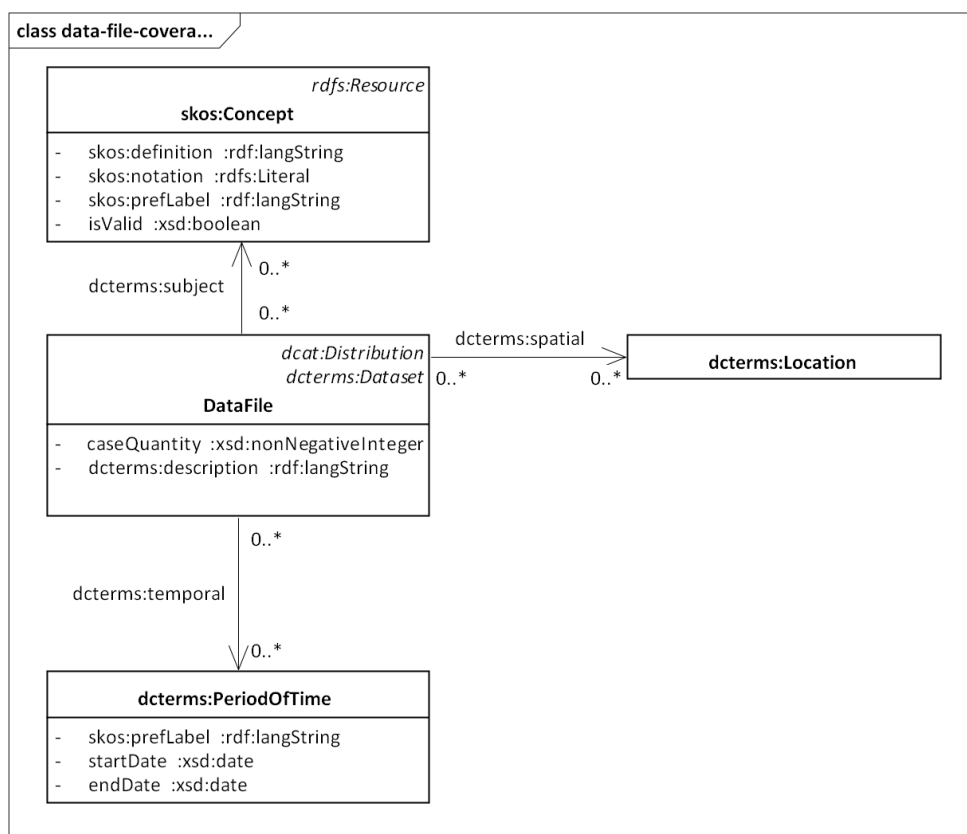 class data-file-covera...
rdfs:Resource
skos:Concept
- skos:definition :rdf:langString
- skos:notation :rdfs:Literal
- skos:prefLabel :rdf:langString
- isValid :xsd:boolean
0..*
dcterms:subject
0..*
dcat:Distribution
dcterms:Dataset
DataFile
- caseQuantity :xsd:nonNegativeInteger
- dcterms:description :rdf:langString
dcterms:spatial
0..*
0..*
dcterms:Location
0..*
dcterms:temporal
0..*
dcterms:PeriodOfTime
- skos:prefLabel :rdf:langString
- startDate :xsd:date
- endDate :xsd:date